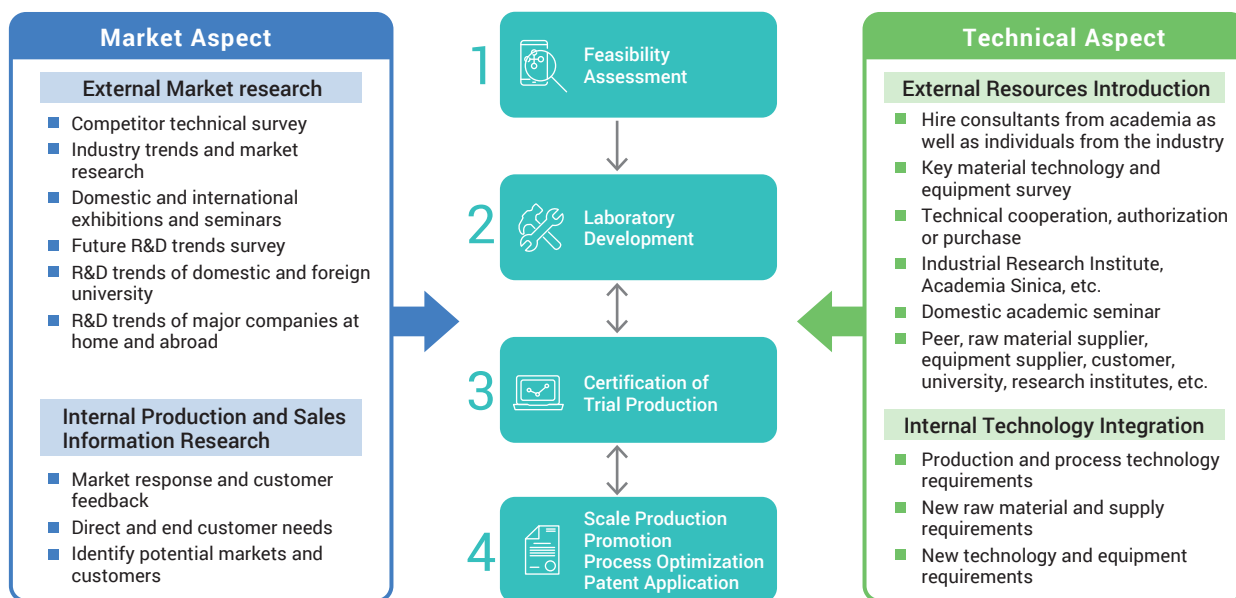 Market Aspect
External Market research
Competitor technical survey
Industry trends and market
research
Domestic and international
exhibitions and seminars
Future R&D trends survey
R&D trends of domestic and foreign
university
R&D trends of major companies at
home and abroad
Internal Production and Sales
Information Research
Market response and customer
feedback
Direct and end customer needs
Identify potential markets and
customers
1
Feasibility
Assessment
2
Laboratory
Development
3
Certification of
Trial Production
4
Scale Production
Promotion
Process Optimization
Patent Application
Technical Aspect
External Resources Introduction
Hire consultants from academia as
well as individuals from the industry
Key material technology and
equipment survey
Technical cooperation, authorization
or purchase
Industrial Research Institute,
Academia Sinica, etc.
Domestic academic seminar
Peer, raw material supplier,
equipment supplier, customer,
university, research institutes, etc.
Internal Technology Integration
Production and process technology
requirements
New raw material and supply
requirements
New technology and equipment
requirements